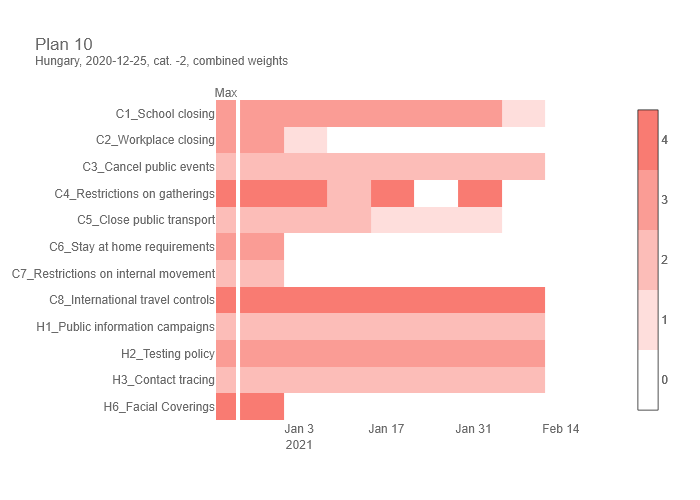 Plan 10
Hungary, 2020-12-25, cat. -2, combined weights
Max
C1_School closing
C2_Workplace closing
C3_Cancel public events
C4_Restrictions on gatherings
C5_Close public transport
C6_Stay at home requirements
C7_Restrictions on internal movement
C8_International travel controls
H1_Public information campaigns
H2_Testing policy
H3_Contact tracing
H6_Facial Coverings
Jan 3
2021
Jan 17
Jan 31
Feb 14
4
3
2
1
0